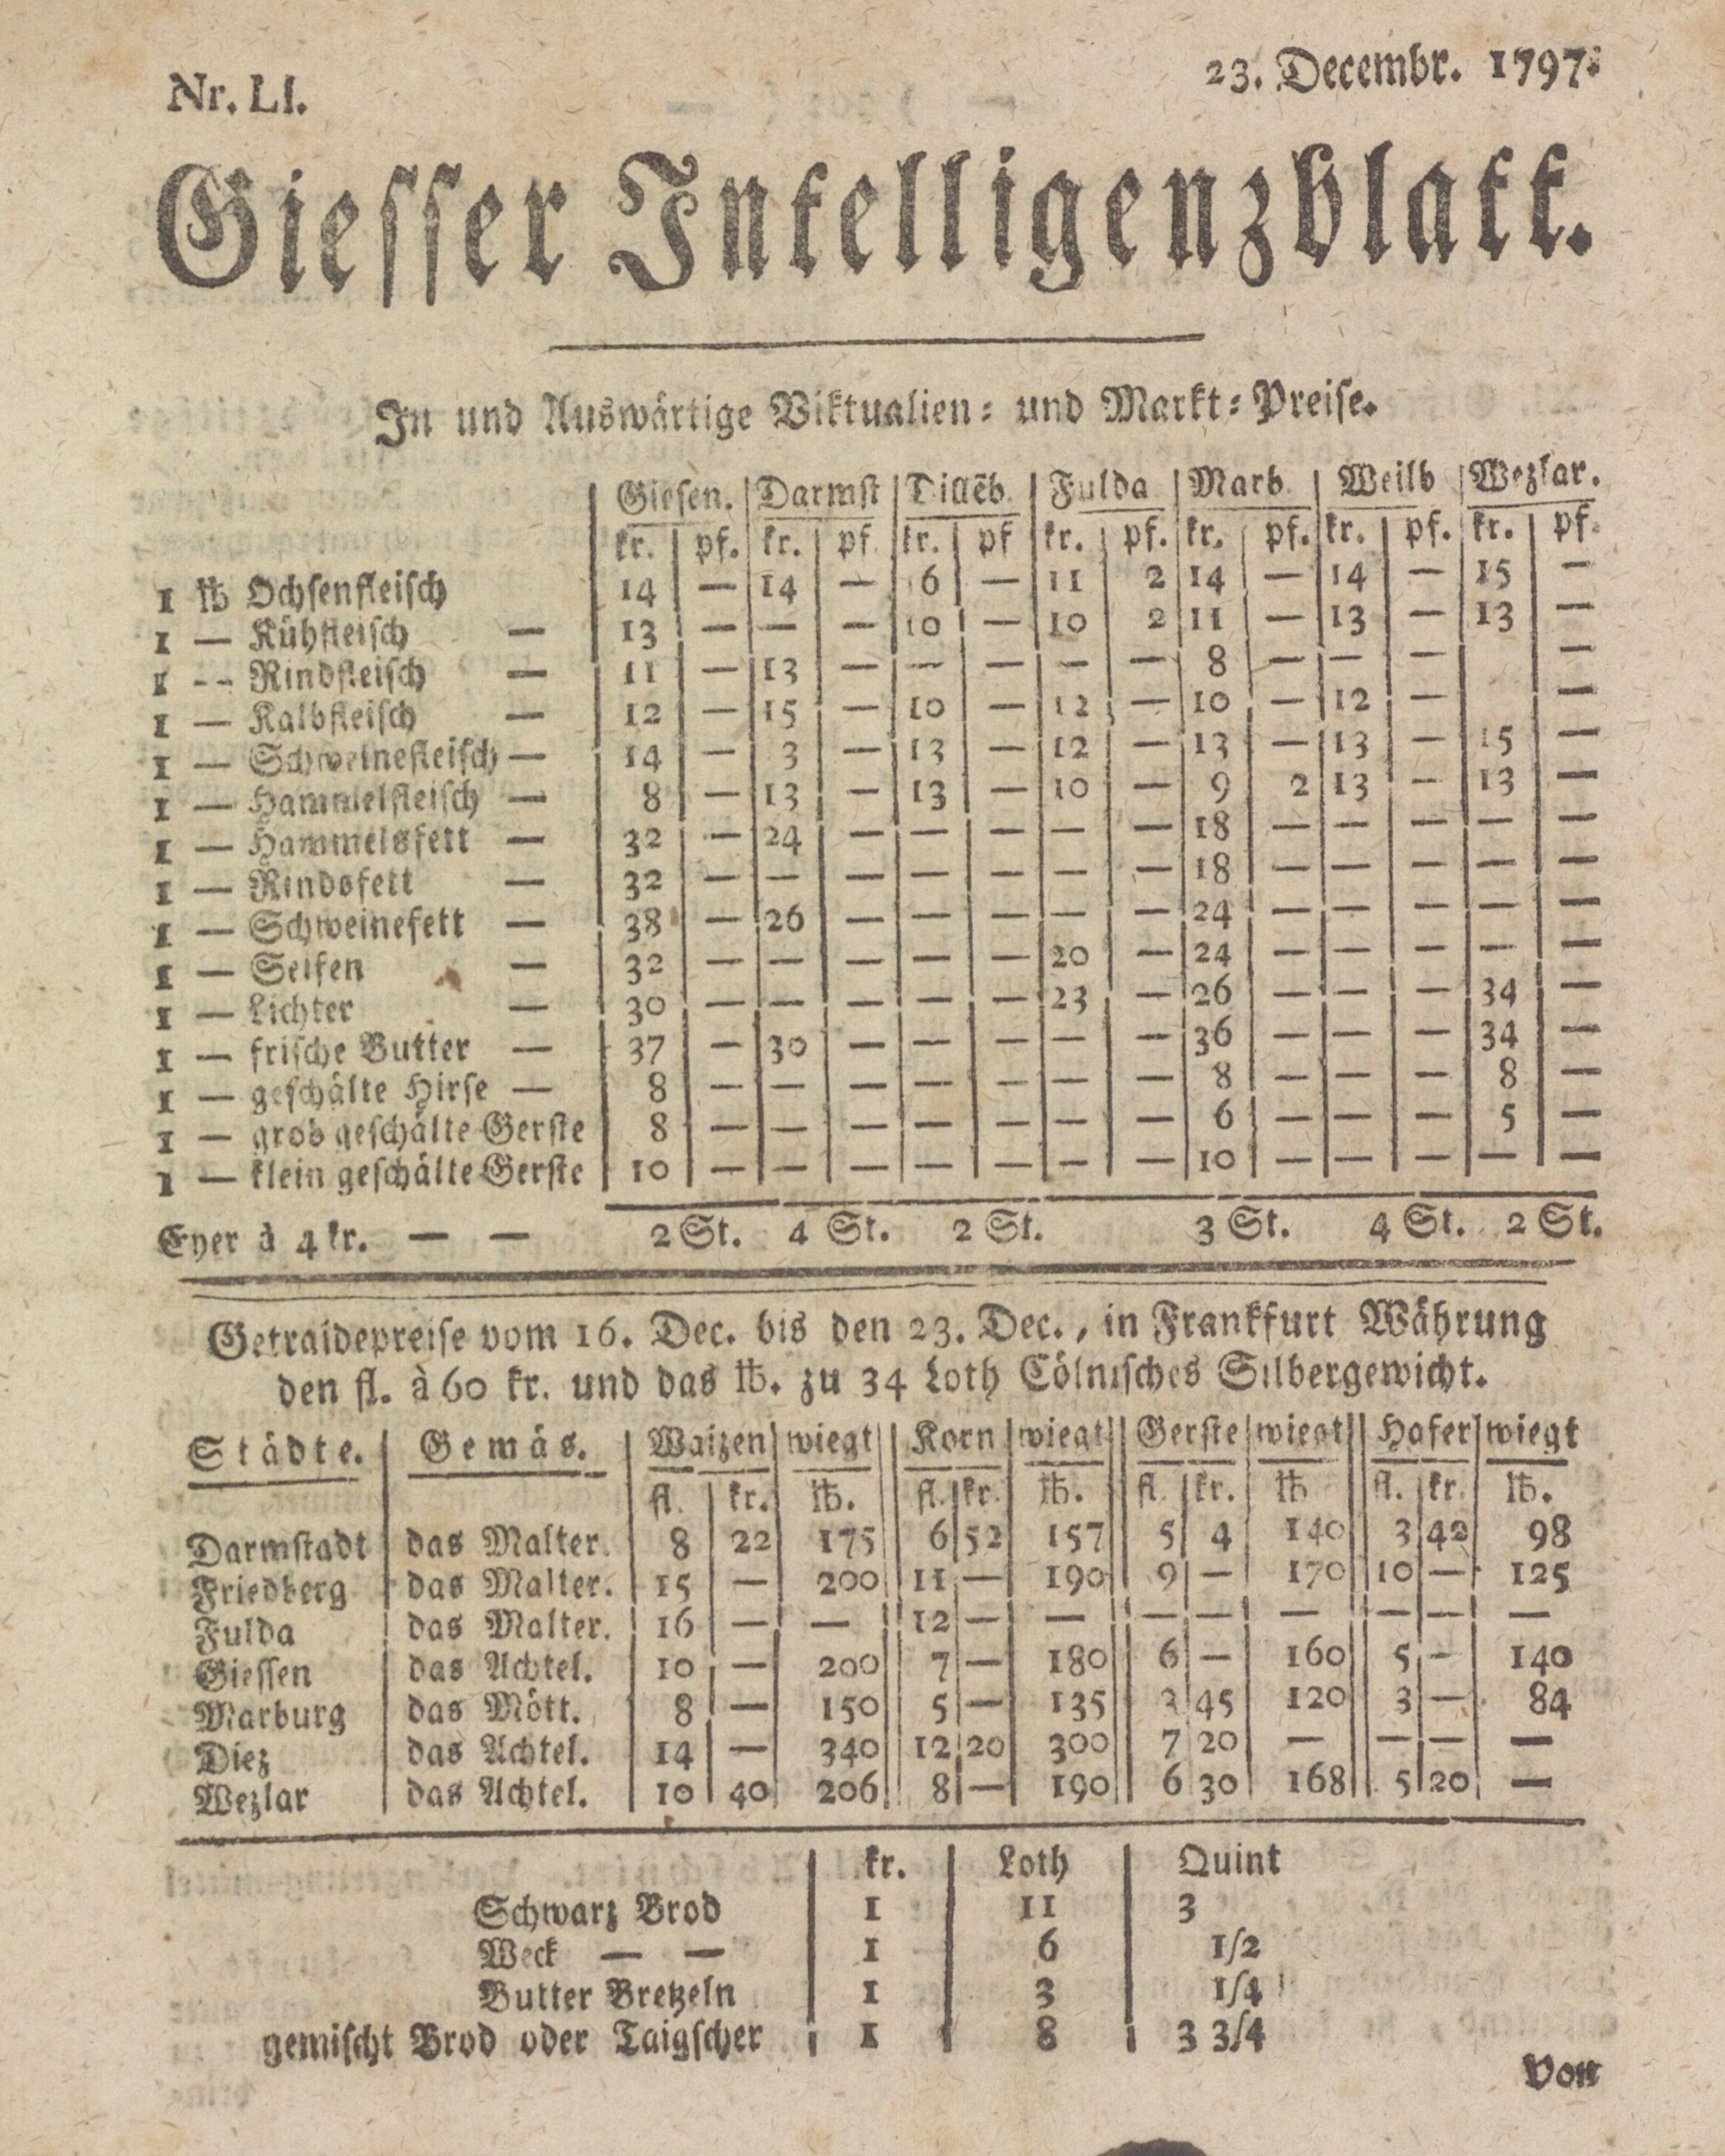 Nr. LI.
23. Decembr. 1797.
Giesser Intelligenzblatt.
In und Auswärtige Viktualien- und Markt-Preise.
Giesen. Darmst Dillēb. Fulda Marb. Weilb Wezlar.
kr. pf. kr. pf. kr. pf kr. pf. kr. pf. kr. pf. kr. pf.
1 ℔ Ochsenfleisch 14 — 14 — 6 — 11 2 14 — 14 — 15 —
1 — Kühfleisch — 13 — — — 10 — 10 2 11 — 13 — 13 —
1 -- Rindfleisch — 11 — 13 — — — — — 8 — — — —
1 — Kalbfleisch — 12 — 15 — 10 — 12 — 10 — 12 — —
1 — Schweinefleisch — 14 — 3 — 13 — 12 — 13 — 13 — 15 —
1 — Hammelfleisch — 8 — 13 — 13 — 10 — 9 2 13 — 13 —
1 — Hammelsfett — 32 — 24 — — — — — 18 — — — — —
1 — Rindsfett — 32 — — — — — — — 18 — — — — —
1 — Schweinefett — 38 — 26 — — — — — 24 — — — — —
1 — Seifen — 32 — — — — — 20 — 24 — — — — —
1 — Lichter — 30 — — — — — 23 — 26 — — — 34 —
1 — frische Butter — 37 — 30 — — — — — 36 — — — 34 —
1 — geschälte Hirse — 8 — — — — — — — 8 — — — 8 —
1 — grob geschälte Gerste 8 — — — — — — — 6 — — — 5 —
1 — klein geschälte Gerste 10 — — — — — — — 10 — — — — —
Eyer à 4 kr. — — 2 St. 4 St. 2 St. 3 St. 4 St. 2 St.
Getraidepreise vom 16. Dec. bis den 23. Dec., in Frankfurt Währung
den fl. à 60 kr. und das ℔. zu 34 Loth Cölnisches Silbergewicht.
Städte. Gemäs. Waizen wiegt Korn wiegt Gerste wiegt Hafer wiegt
fl. kr. ℔. fl. kr. ℔. fl. kr. ℔ fl. kr. ℔.
Darmstadt das Malter. 8 22 175 6 52 157 5 4 140 3 42 98
Friedberg das Malter. 15 — 200 11 — 190 9 — 170 10 — 125
Fulda das Malter. 16 — — 12 — — — — — — — —
Giessen das Achtel. 10 — 200 7 — 180 6 — 160 5 — 140
Marburg das Mött. 8 — 150 5 — 135 3 45 120 3 — 84
Diez das Achtel. 14 — 340 12 20 300 7 20 — — — —
Wezlar das Achtel. 10 40 206 8 — 190 6 30 168 5 20 —
kr. Loth Quint
Schwarz Brod 1 11 3
Weck — — 1 6 1/2
Butter Bretzeln 1 3 1/4
gemischt Brod oder Taigscher 1 8 3 3/4
Von